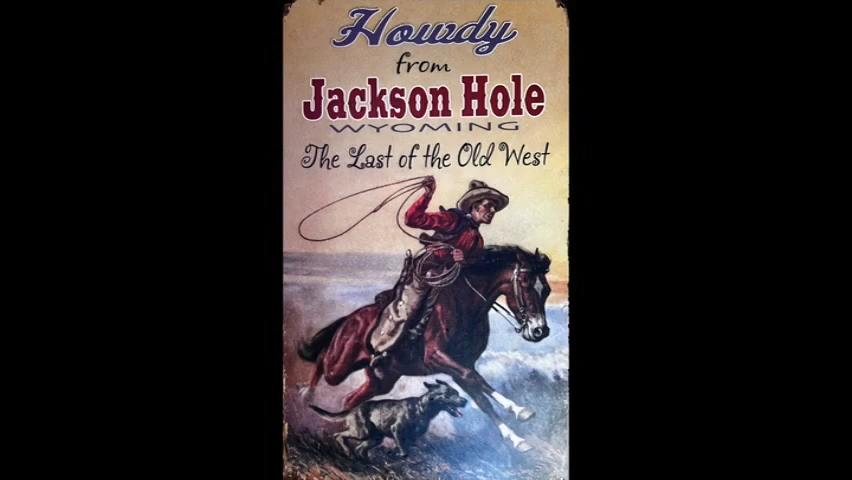 Howdy
from
Jackson Hole
WYOMING
The Last of the Old West